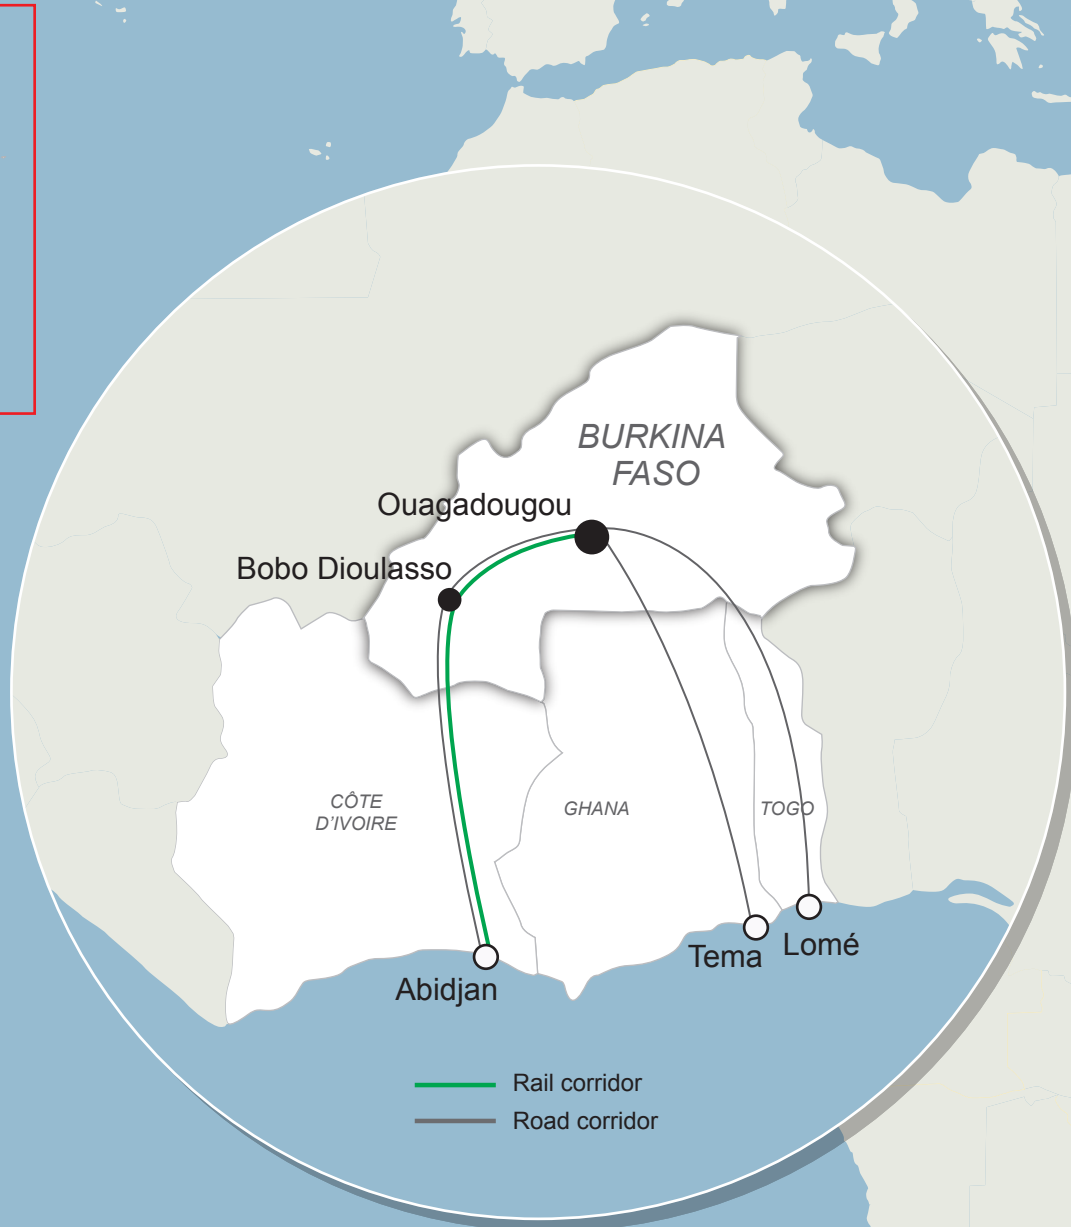 BURKINA
FASO
Ouagadougou
Bobo Dioulasso
CÔTE
D'IVOIRE
GHANA
TOGO
Abidjan
Tema
Lomé
Rail corridor
Road corridor